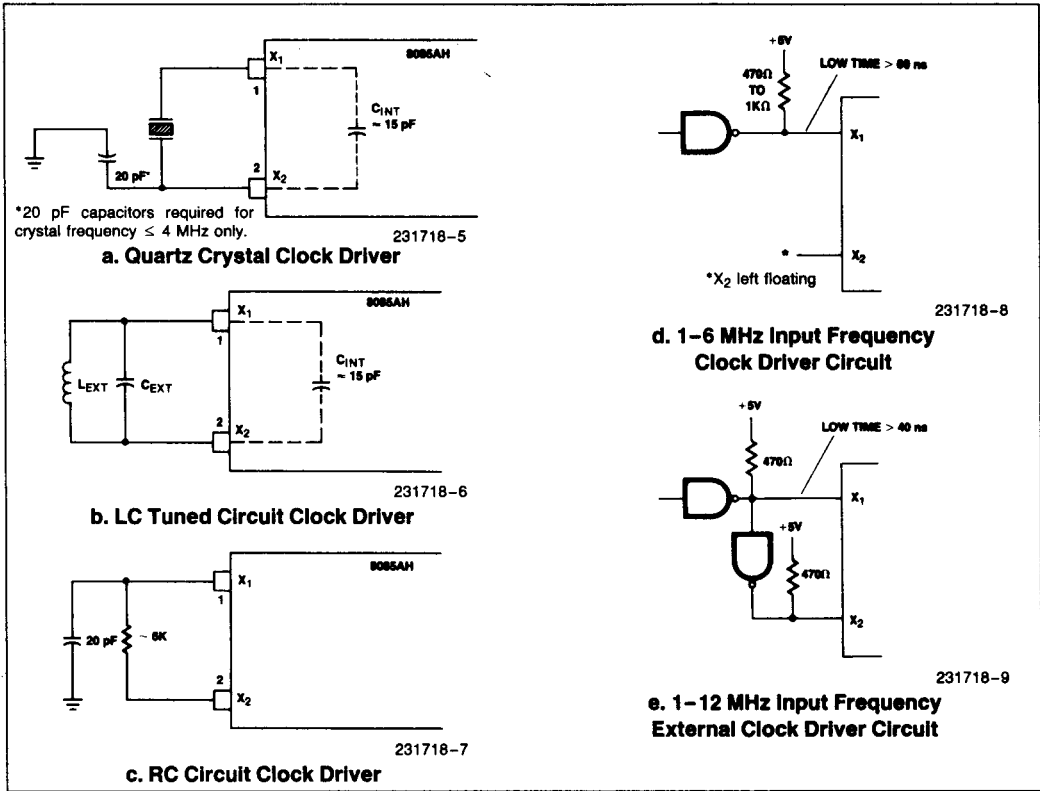 X1
8085AH
1
CINT
~ 15 pF
20 pF*
2
X2
*20 pF capacitors required for
crystal frequency ≤ 4 MHz only.
231718–5
a. Quartz Crystal Clock Driver
X1
8085AH
1
LEXT
CEXT
CINT
~ 15 pF
2
X2
231718–6
b. LC Tuned Circuit Clock Driver
8085AH
X1
1
20 pF
~ 6K
2
X2
231718–7
c. RC Circuit Clock Driver
+5V
470Ω
TO
1KΩ
LOW TIME > 60 ns
X1
*
X2
*X2 left floating
231718–8
d. 1–6 MHz Input Frequency
Clock Driver Circuit
+5V
LOW TIME > 40 ns
470Ω
X1
+5V
470Ω
X2
231718–9
e. 1–12 MHz Input Frequency
External Clock Driver Circuit